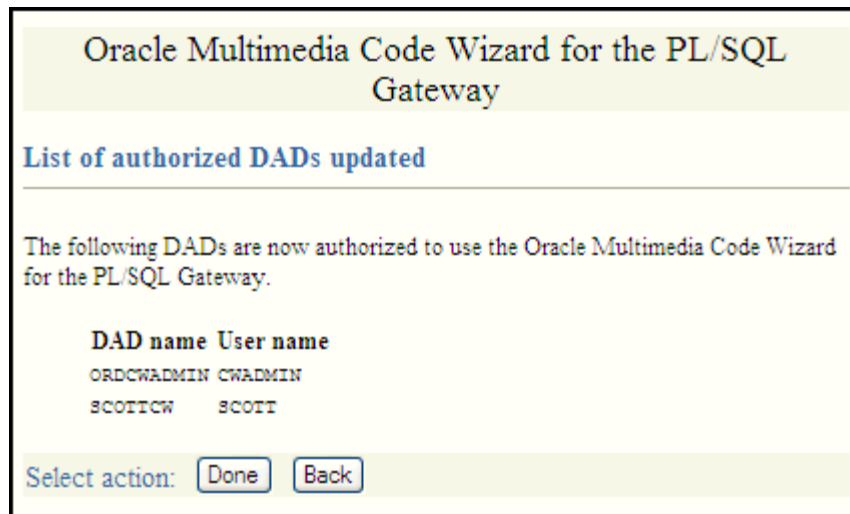 Oracle Multimedia Code Wizard for the PL/SQL
Gateway
List of authorized DADs updated
The following DADs are now authorized to use the Oracle Multimedia Code Wizard
for the PL/SQL Gateway.
DAD name User name
ORDCWADMIN CWADMIN
SCOTTCW SCOTT
Select action: Done Back